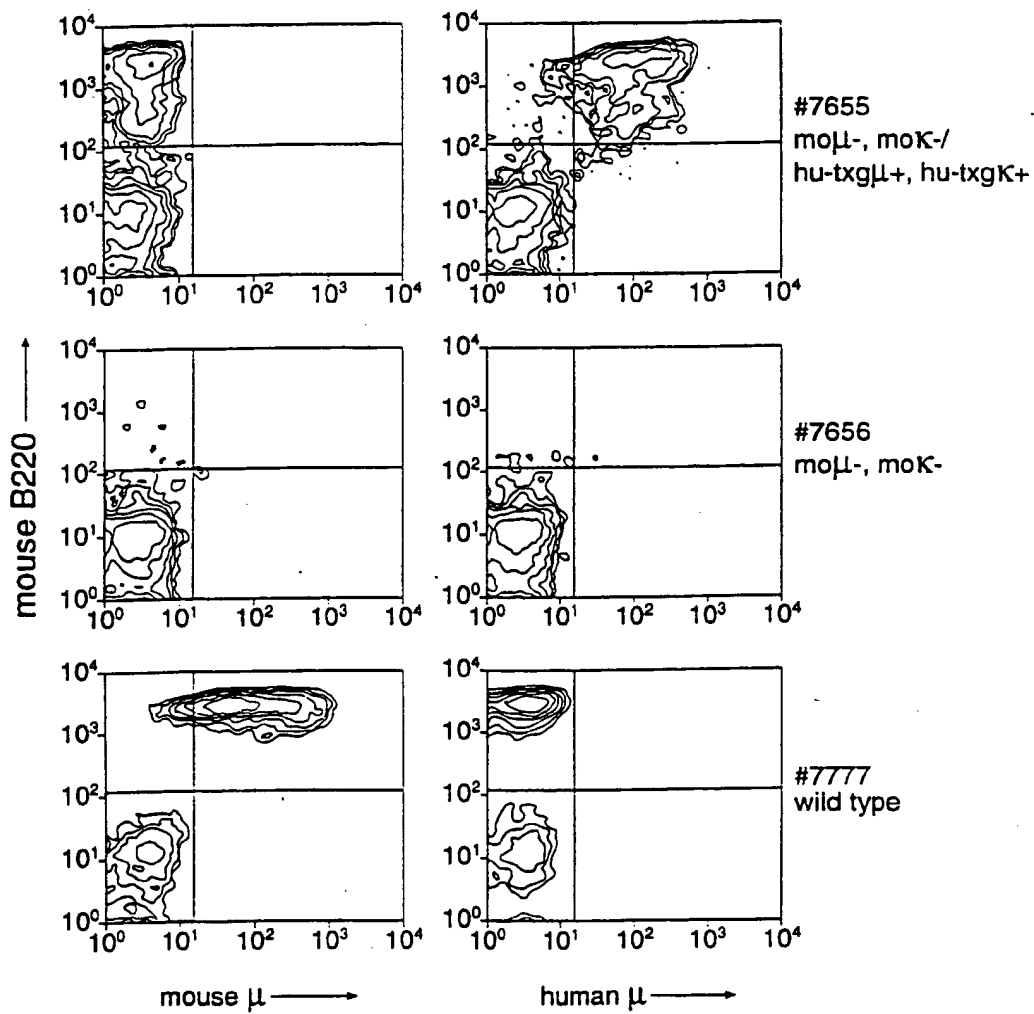 10⁴
10³
10²
10¹
10⁰
10⁰ 10¹ 10² 10³ 10⁴
10⁴
10³
10²
10¹
10⁰
10⁰ 10¹ 10² 10³ 10⁴
#7655
moμ-, moκ-/
hu-txgμ+, hu-txgκ+
10⁴
10³
10²
10¹
10⁰
10⁰ 10¹ 10² 10³ 10⁴
10⁴
10³
10²
10¹
10⁰
10⁰ 10¹ 10² 10³ 10⁴
#7656
moμ-, moκ-
mouse B220
10⁴
10³
10²
10¹
10⁰
10⁰ 10¹ 10² 10³ 10⁴
10⁴
10³
10²
10¹
10⁰
10⁰ 10¹ 10² 10³ 10⁴
#7777
wild type
mouse μ
human μ